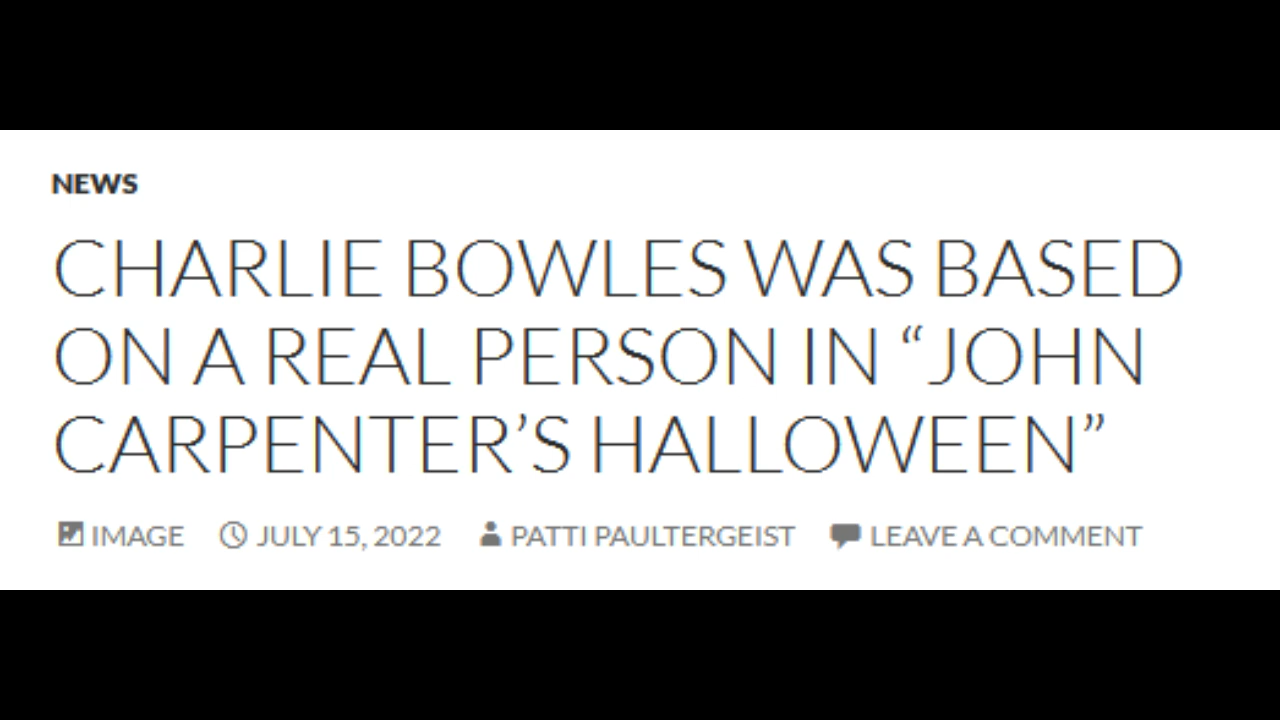 NEWS
CHARLIE BOWLES WAS BASED
ON A REAL PERSON IN “JOHN
CARPENTER’S HALLOWEEN”
IMAGE JULY 15, 2022 PATTI PAULTERGEIST LEAVE A COMMENT